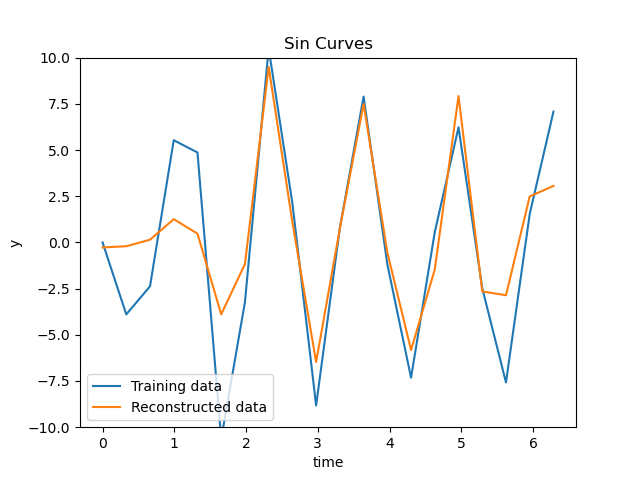 Sin Curves
10.0
7.5
5.0
2.5
0.0
−2.5
−5.0
−7.5
−10.0
y
Training data
Reconstructed data
0 1 2 3 4 5 6
time